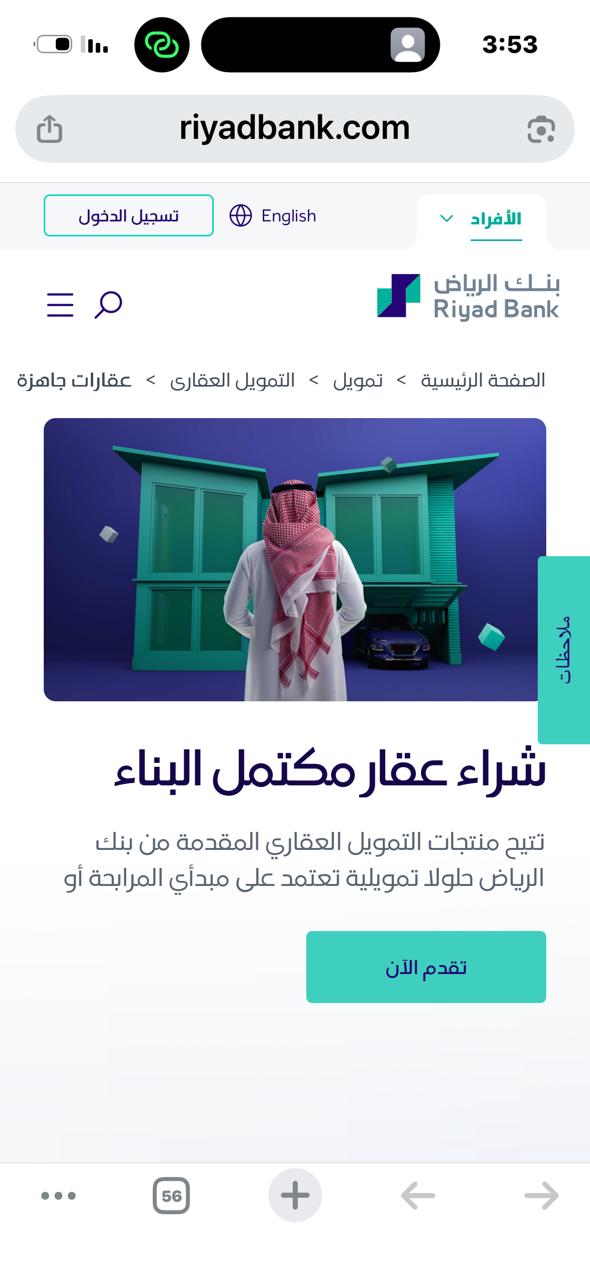 3:53
riyadbank.com
الأفراد
English
تسجيل الدخول
بنك الرياض
Riyad Bank
الصفحة الرئيسية > تمويل > التمويل العقاري > عقارات جاهزة
ملاحظات
شراء عقار مكتمل البناء
تتيح منتجات التمويل العقاري المقدمة من بنك
الرياض حلولا تمويلية تعتمد على مبدأي المرابحة أو
تقدم الآن
56